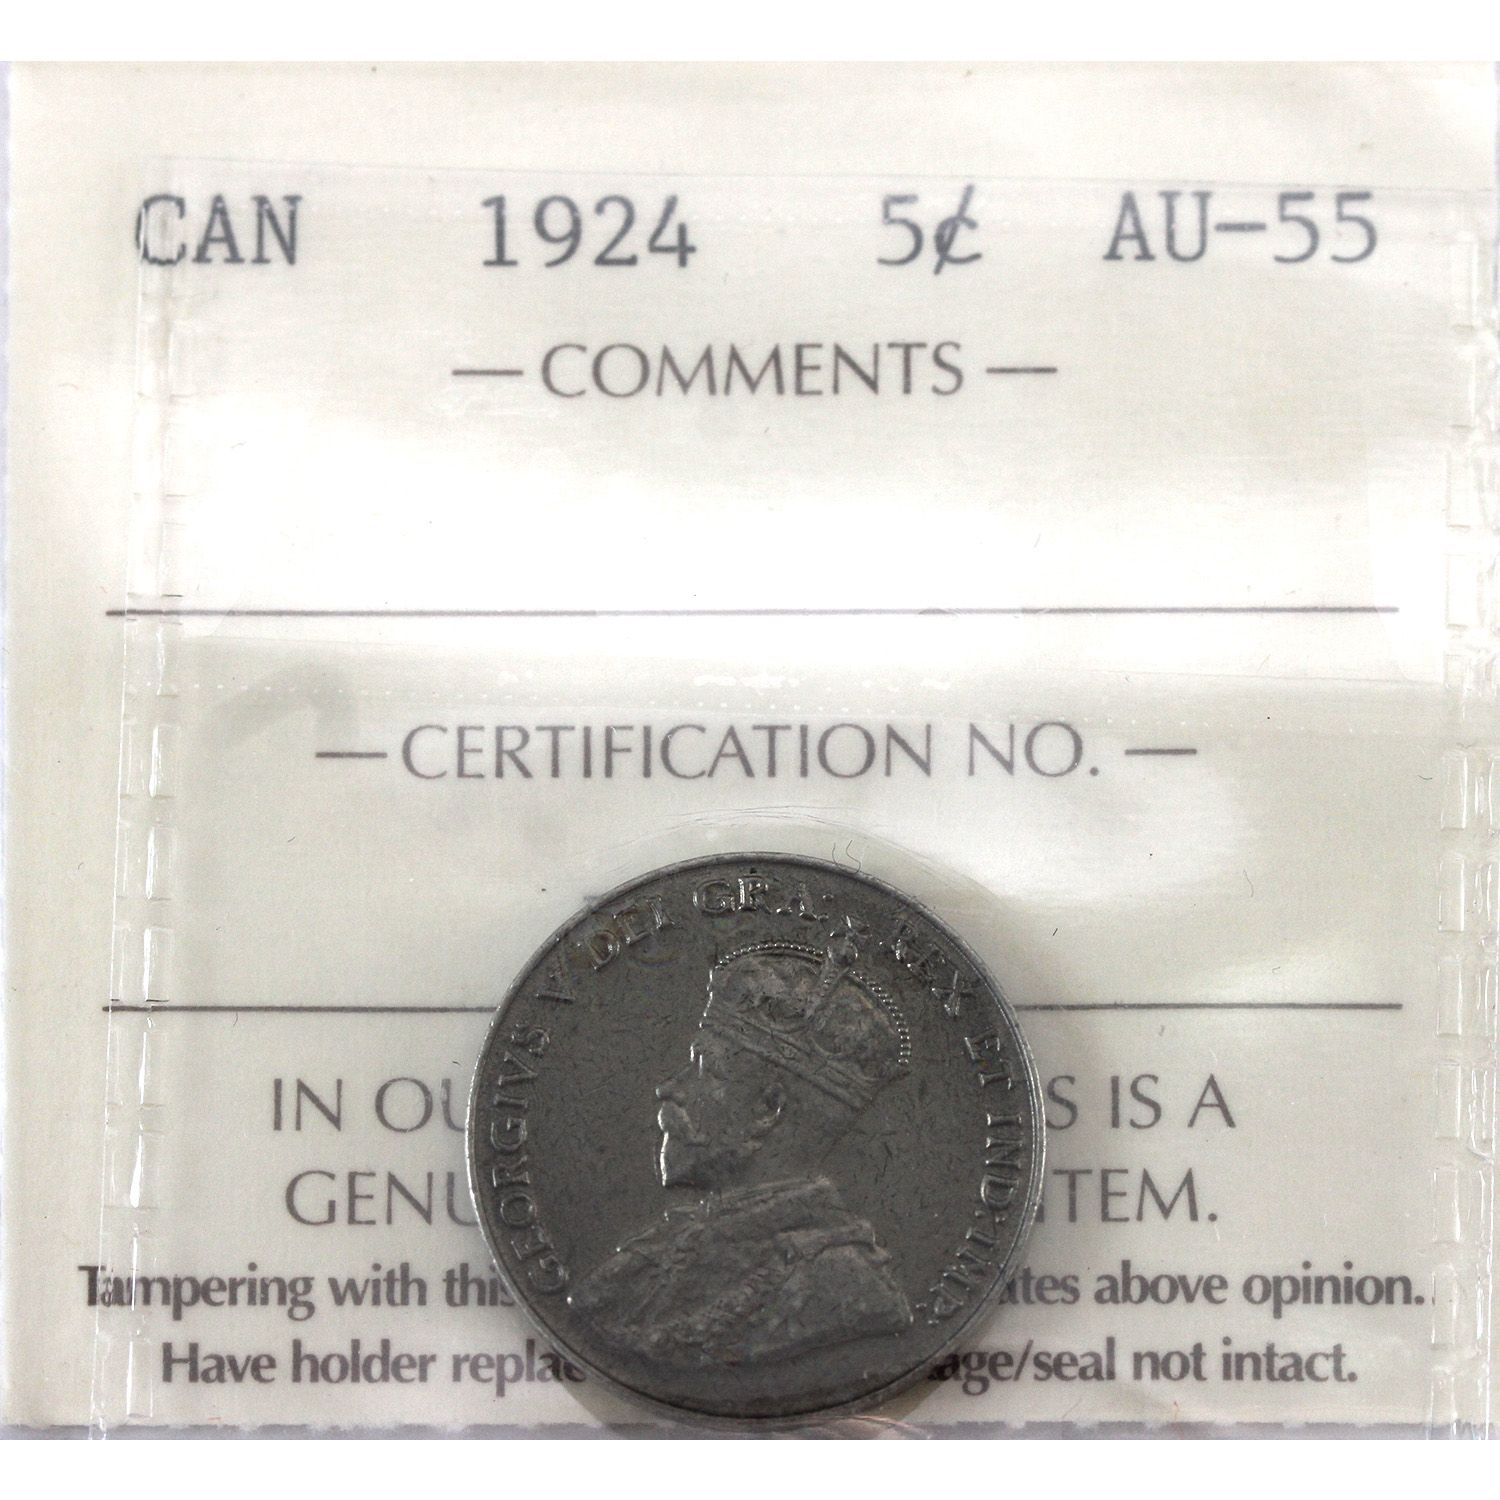 CAN 1924 5¢ AU-55
— COMMENTS —
— CERTIFICATION NO. —
GEORGIVS V DEI GRA: REX ET IND: IMP:
IN OU S IS A
GENU ITEM.
Tampering with this ates above opinion.
Have holder replac age/seal not intact.